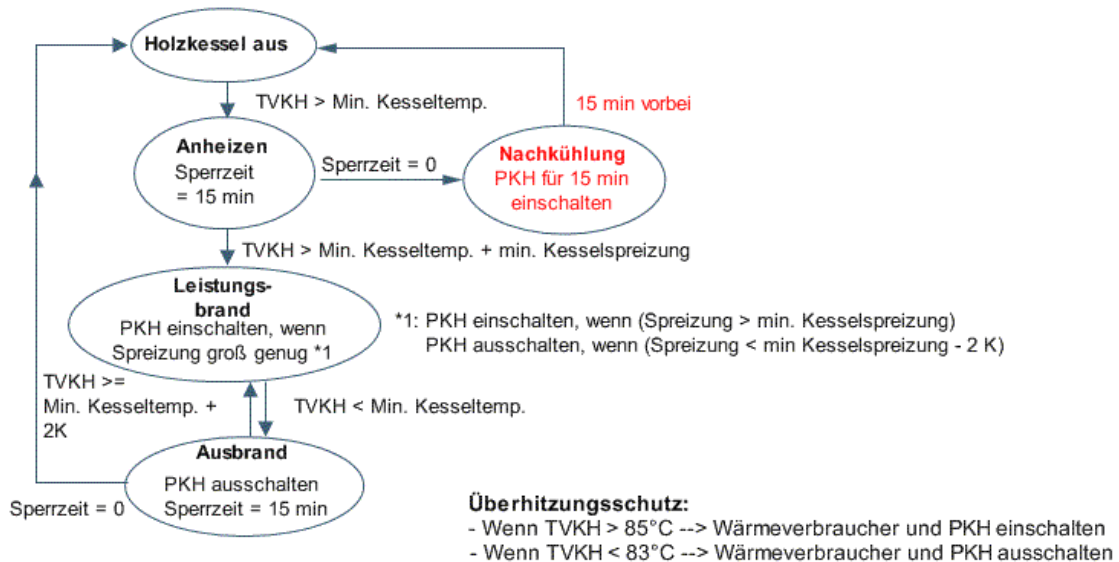 Holzkessel aus
TVKH > Min. Kesseltemp.
15 min vorbei
Anheizen
Sperrzeit
= 15 min
Sperrzeit = 0
Nachkühlung
PKH für 15 min
einschalten
TVKH > Min. Kesseltemp. + min. Kesselspreizung
Leistungs-
brand
PKH einschalten, wenn
Spreizung groß genug *1
*1: PKH einschalten, wenn (Spreizung > min. Kesselspreizung)
PKH ausschalten, wenn (Spreizung < min Kesselspreizung - 2 K)
TVKH >=
Min. Kesseltemp. +
2K
TVKH < Min. Kesseltemp.
Ausbrand
PKH ausschalten
Sperrzeit = 15 min
Sperrzeit = 0
Überhitzungsschutz:
- Wenn TVKH > 85°C --> Wärmeverbraucher und PKH einschalten
- Wenn TVKH < 83°C --> Wärmeverbraucher und PKH ausschalten